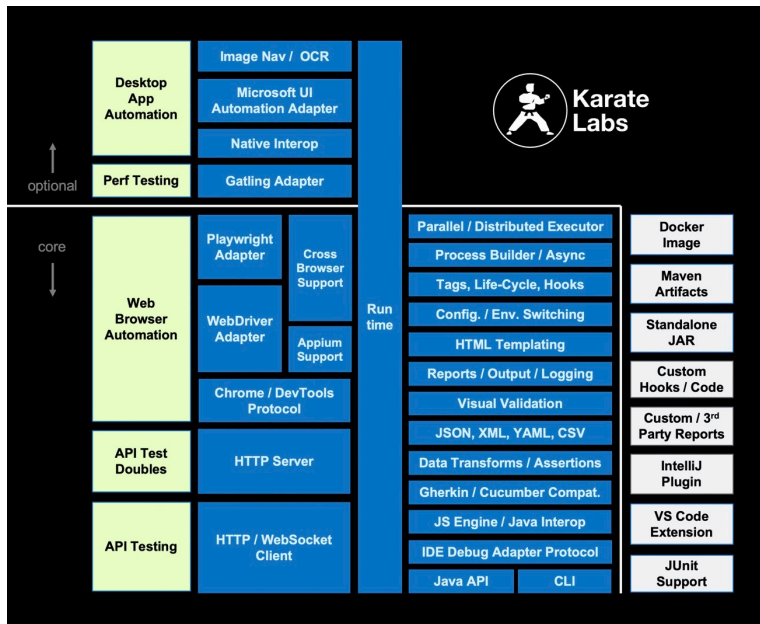 Desktop
App
Automation
Image Nav / OCR
Microsoft UI
Automation Adapter
Native Interop
Karate
Labs
optional
Perf Testing
Gatling Adapter
core
Web
Browser
Automation
Playwright
Adapter
Cross
Browser
Support
WebDriver
Adapter
Appium
Support
Chrome / DevTools
Protocol
API Test
Doubles
HTTP Server
API Testing
HTTP / WebSocket
Client
Run
time
Parallel / Distributed Executor
Process Builder / Async
Tags, Life-Cycle, Hooks
Config. / Env. Switching
HTML Templating
Reports / Output / Logging
Visual Validation
JSON, XML, YAML, CSV
Data Transforms / Assertions
Gherkin / Cucumber Compat.
JS Engine / Java Interop
IDE Debug Adapter Protocol
Java API
CLI
Docker
Image
Maven
Artifacts
Standalone
JAR
Custom
Hooks / Code
Custom / 3rd
Party Reports
IntelliJ
Plugin
VS Code
Extension
JUnit
Support